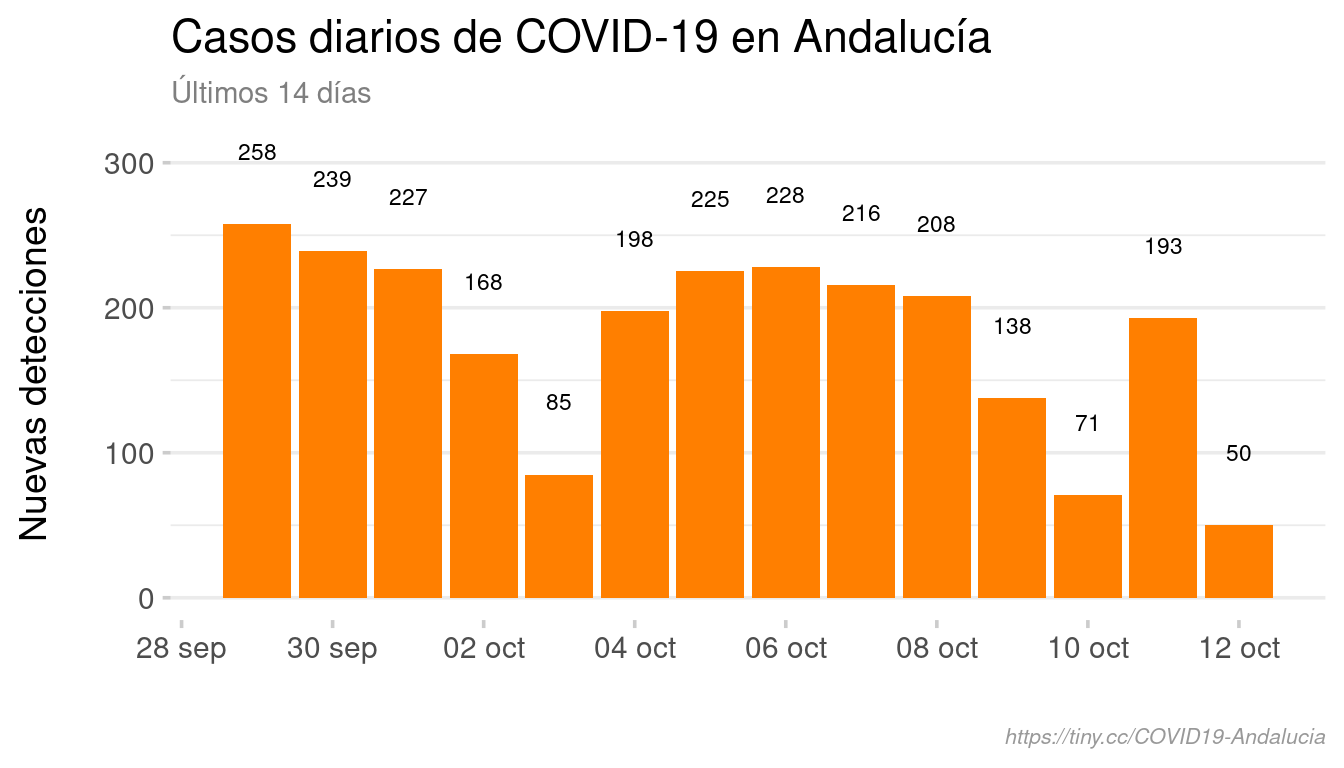 Casos diarios de COVID-19 en Andalucía
Últimos 14 días
Nuevas detecciones
300
200
100
0
258
239
227
168
85
198
225
228
216
208
138
71
193
50
28 sep
30 sep
02 oct
04 oct
06 oct
08 oct
10 oct
12 oct
https://tiny.cc/COVID19-Andalucia